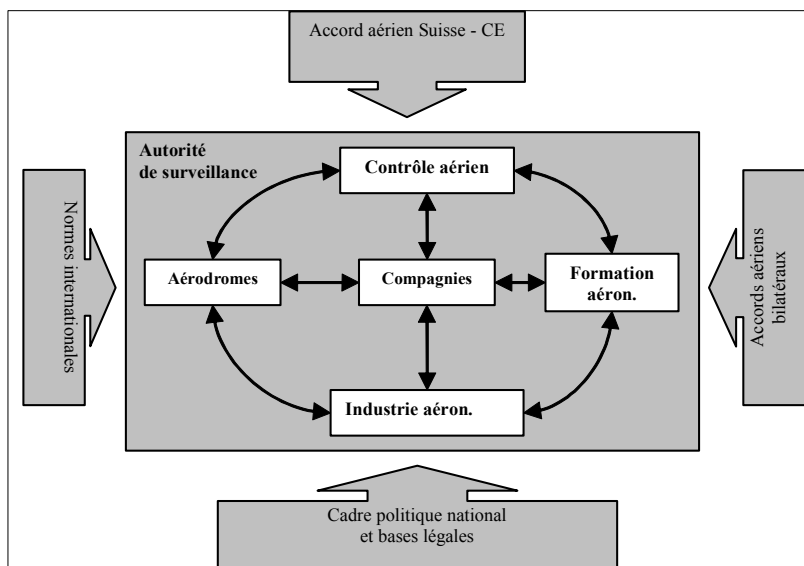 Accord aérien Suisse - CE
Autorité
de surveillance
Contrôle aérien
Normes internationales
Aérodromes
Compagnies
Formation
aéron.
Accords aériens
bilatéraux
Industrie aéron.
Cadre politique national
et bases légales